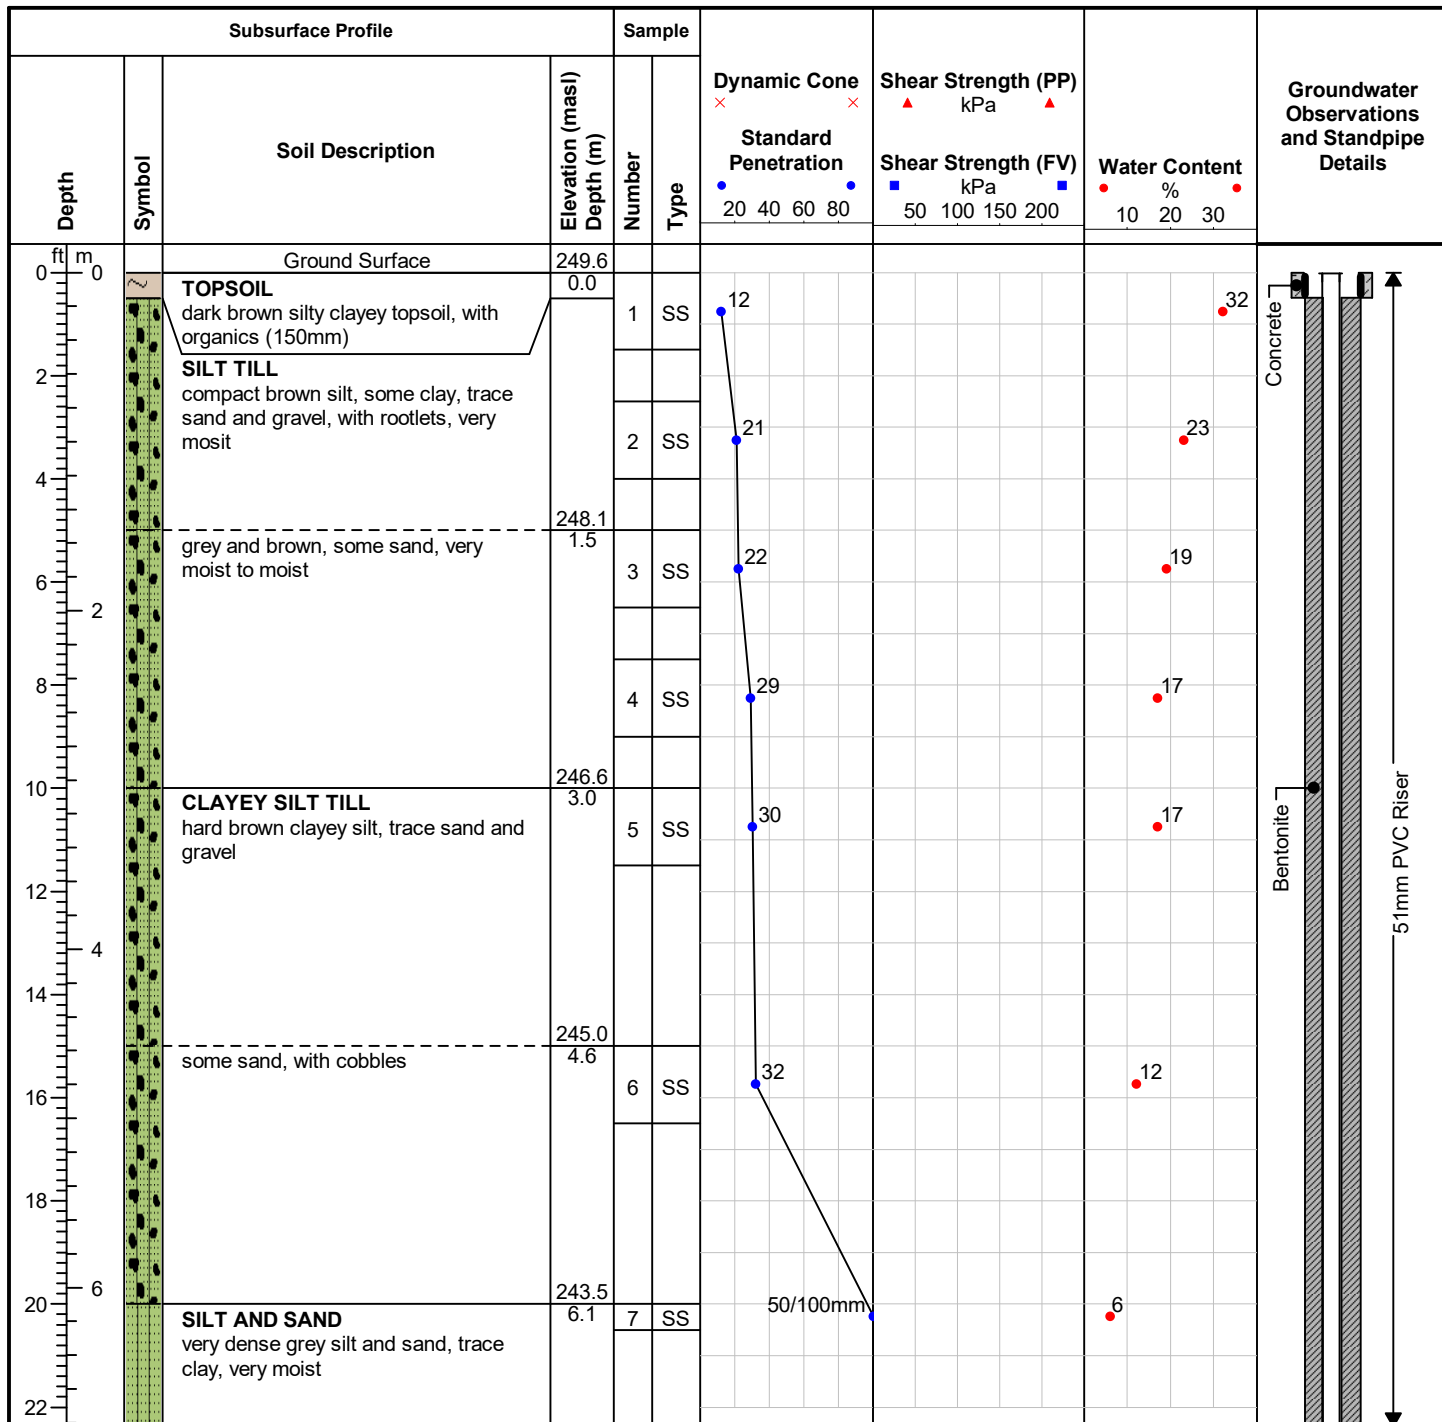 Subsurface Profile
Sample
Depth
Symbol
Soil Description
Elevation (masl)
Depth (m)
Number
Type
Dynamic Cone
Standard
Penetration
20 40 60 80
Shear Strength (PP)
kPa
Shear Strength (FV)
kPa
50 100 150 200
Water Content
%
10 20 30
Groundwater
Observations
and Standpipe
Details
ft m
Ground Surface
249.6
0 0
0.0
TOPSOIL
dark brown silty clayey topsoil, with
organics (150mm)
1 SS
12
32
Concrete
SILT TILL
compact brown silt, some clay, trace
sand and gravel, with rootlets, very
mosit
2
2 SS
21
23
4
248.1
1.5
grey and brown, some sand, very
moist to moist
3 SS
22
19
6
2
8
4 SS
29
17
246.6
10
3.0
CLAYEY SILT TILL
hard brown clayey silt, trace sand and
gravel
5 SS
30
17
Bentonite
51mm PVC Riser
12
4
14
245.0
4.6
some sand, with cobbles
6 SS
32
12
16
18
6
243.5
20
6.1
SILT AND SAND
very dense grey silt and sand, trace
clay, very moist
7 SS
50/100mm
6
22